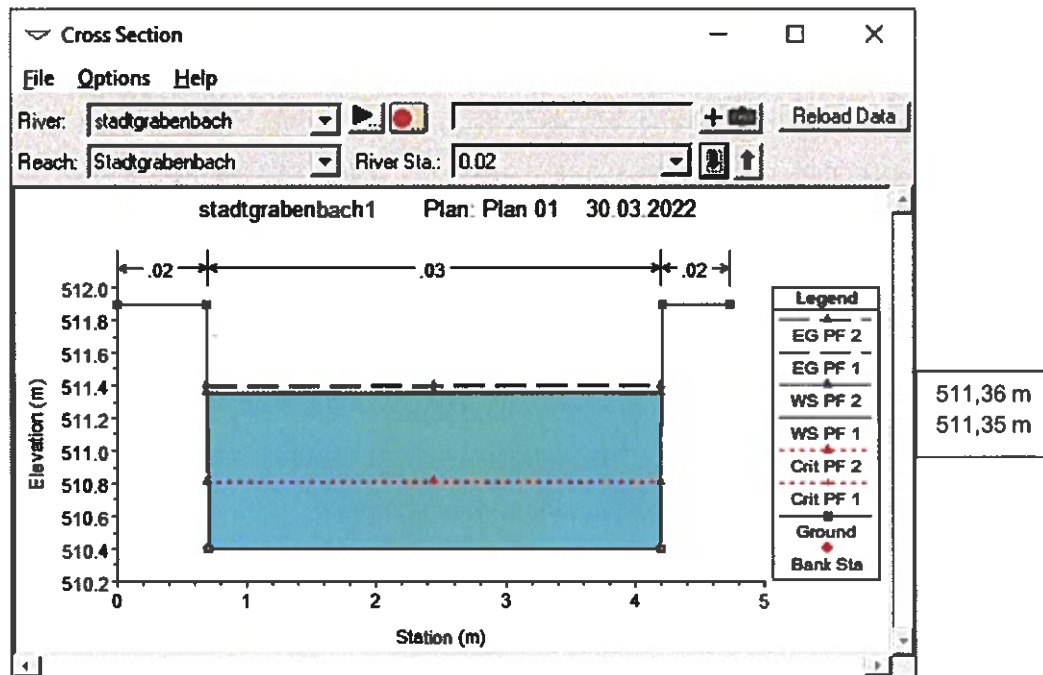 Cross Section
File Options Help
River: stadtgrabenbach Reload Data
Reach: Stadtgrabenbach River Sta.: 0.02
stadtgrabenbach1 Plan: Plan 01 30.03.2022
.02 .03 .02
512.0
511.8
511.6
511.4
511.2
511.0
510.8
510.6
510.4
510.2
Elevation (m)
0 1 2 3 4 5
Station (m)
Legend
EG PF 2
EG PF 1
WS PF 2
WS PF 1
Crit PF 2
Crit PF 1
Ground
Bank Sta
511,36 m
511,35 m